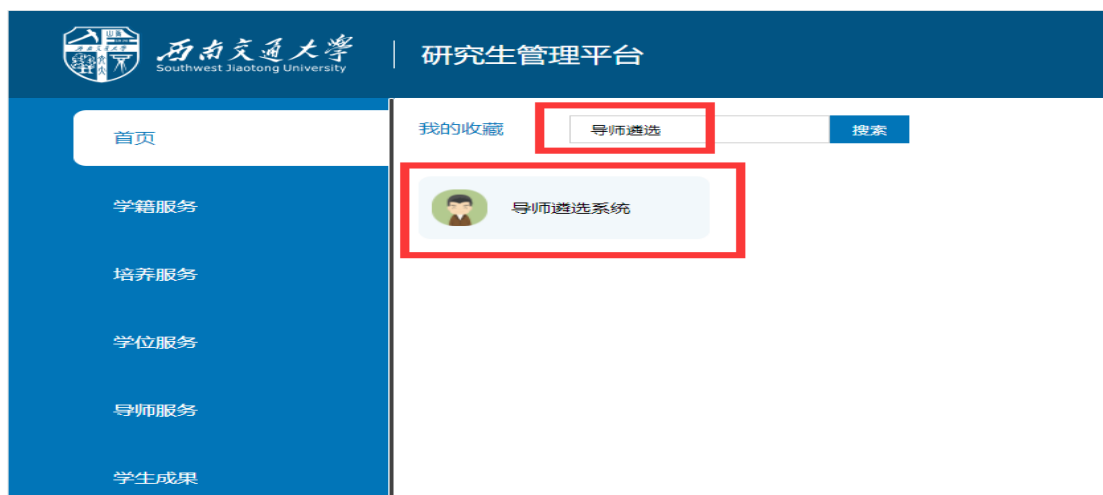 西南交通大学
Southwest Jiaotong University
研究生管理平台
首页
学籍服务
培养服务
学位服务
导师服务
学生成果
我的收藏
导师遴选
搜索
导师遴选系统